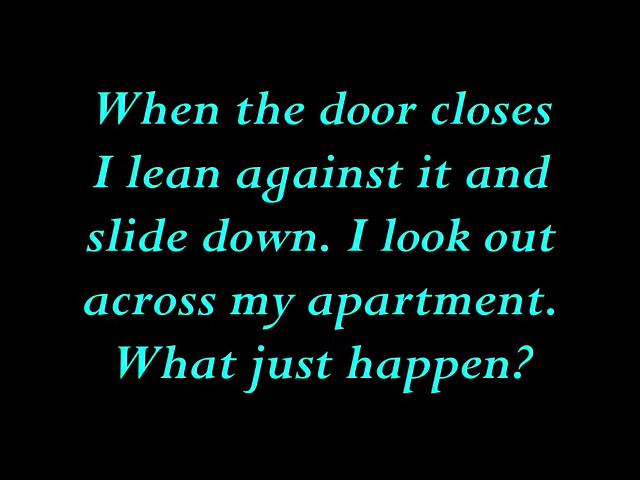 When the door closes
I lean against it and
slide down. I look out
across my apartment.
What just happen?